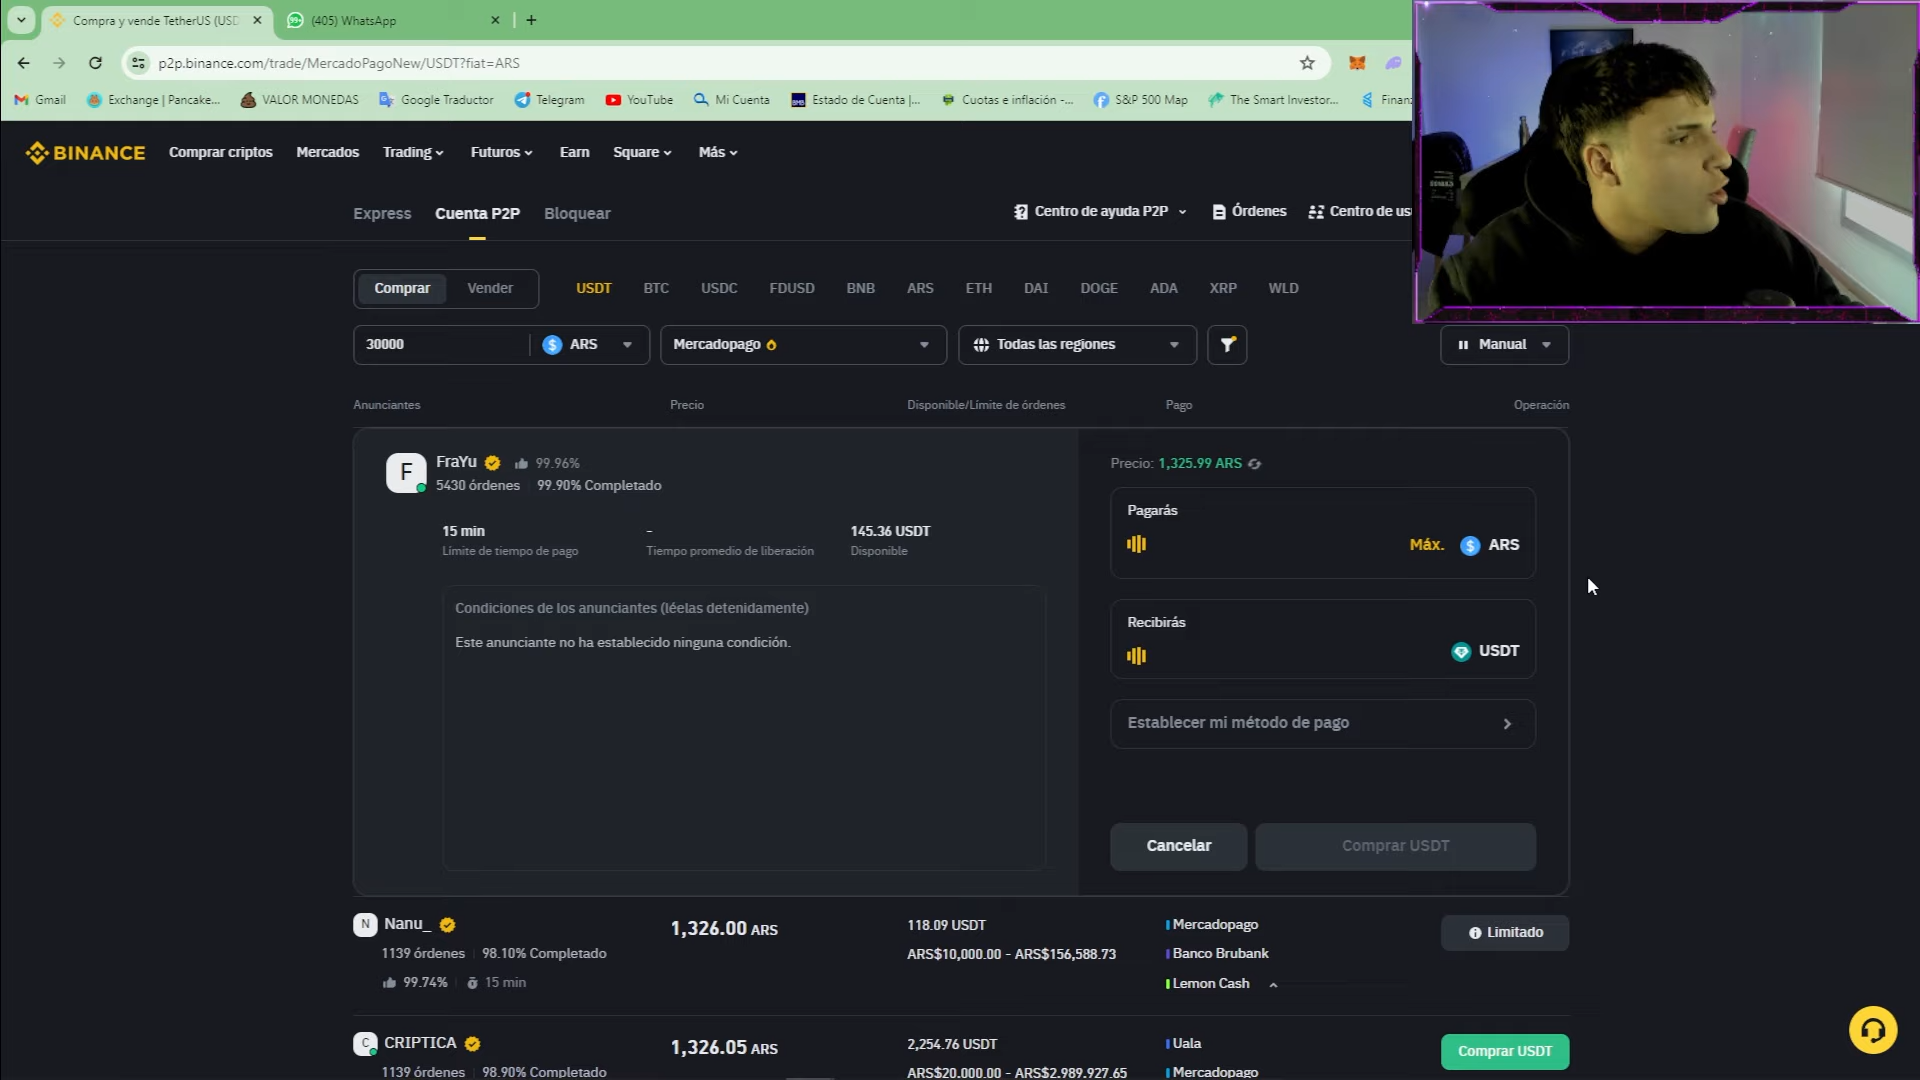 Compra y vende TetherUS (USD
(405) WhatsApp
p2p.binance.com/trade/MercadoPagoNew/USDT?fiat=ARS
Gmail
Exchange | Pancake...
VALOR MONEDAS
Google Traductor
Telegram
YouTube
Mi Cuenta
Estado de Cuenta |...
Cuotas e inflación -...
S&P 500 Map
The Smart Investor...
Finanz
BINANCE
Comprar criptos
Mercados
Trading
Futuros
Earn
Square
Más
Express
Cuenta P2P
Bloquear
Centro de ayuda P2P
Órdenes
Centro de us
Comprar
Vender
USDT
BTC
USDC
FDUSD
BNB
ARS
ETH
DAI
DOGE
ADA
XRP
WLD
30000
ARS
Mercadopago
Todas las regiones
Manual
Anunciantes
Precio
Disponible/Límite de órdenes
Pago
Operación
F
FraYu
99.96%
5430 órdenes
99.90% Completado
15 min
Límite de tiempo de pago
-
Tiempo promedio de liberación
145.36 USDT
Disponible
Condiciones de los anunciantes (léelas detenidamente)
Este anunciante no ha establecido ninguna condición.
Precio: 1,325.99 ARS
Pagarás
Máx.
ARS
Recibirás
USDT
Establecer mi método de pago
Cancelar
Comprar USDT
N
Nanu_
1139 órdenes
98.10% Completado
99.74%
15 min
1,326.00 ARS
118.09 USDT
ARS$10,000.00 - ARS$156,588.73
Mercadopago
Banco Brubank
Lemon Cash
Limitado
C
CRIPTICA
1139 órdenes
98.90% Completado
1,326.05 ARS
2,254.76 USDT
ARS$20,000.00 - ARS$2,989,927.65
Uala
Mercadopago
Comprar USDT